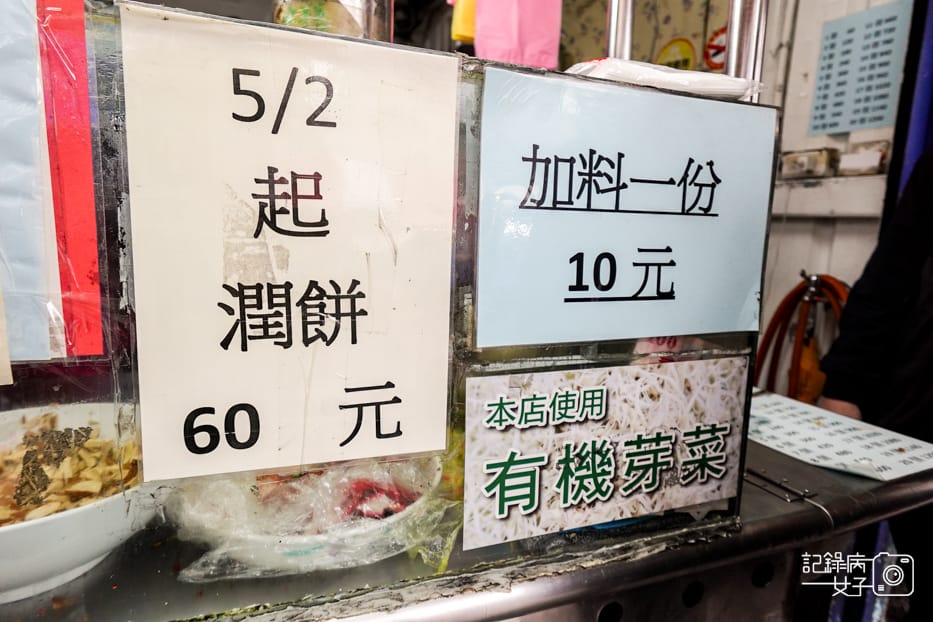 5/2
起
潤餅
60 元
加料一份
10 元
本店使用
有機芽菜
記錄病
女子